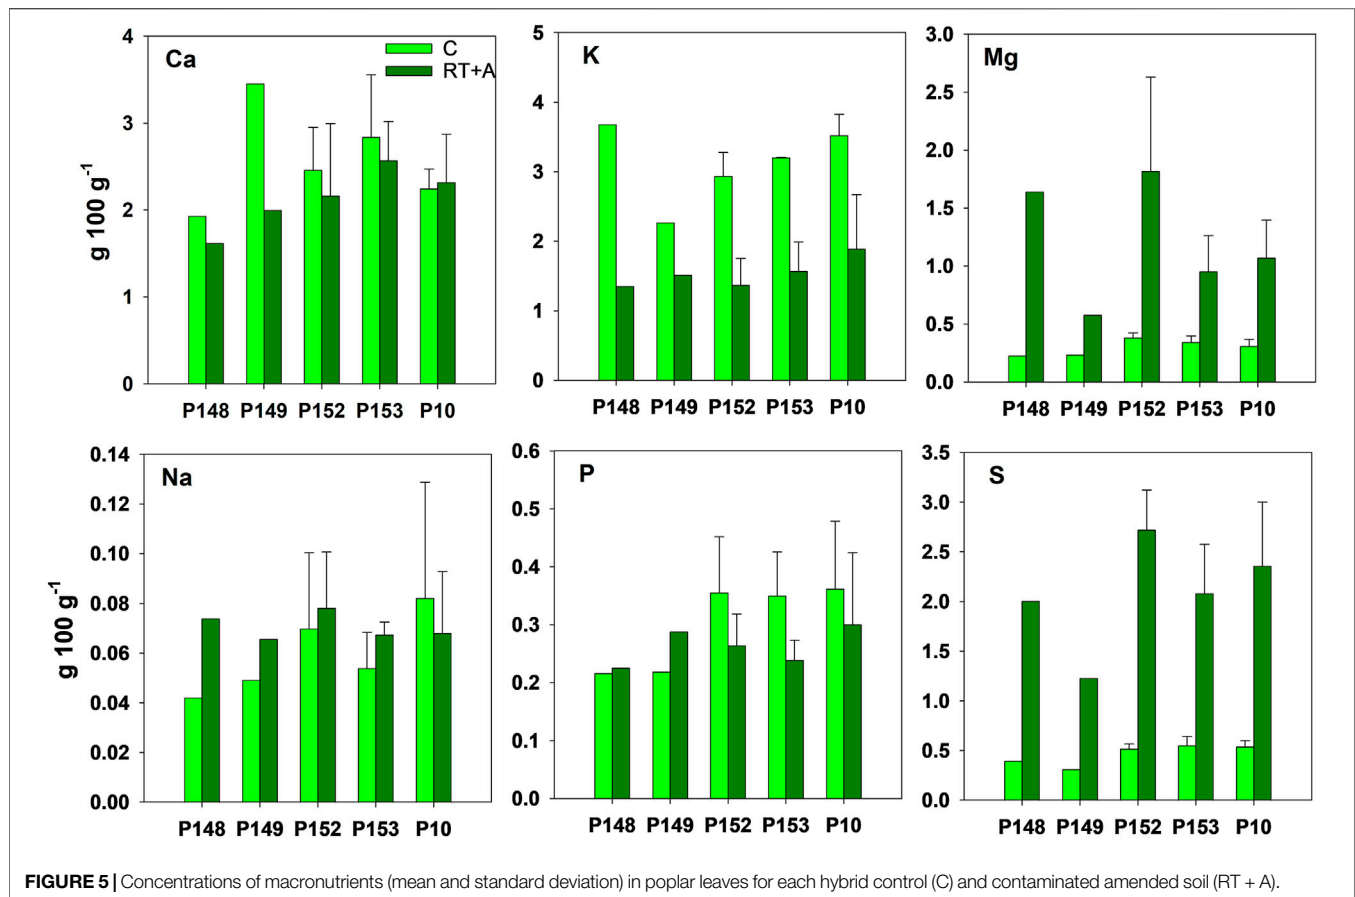 Ca
C
RT+A
4
3
2
1
0
g 100 g⁻¹
P148 P149 P152 P153 P10
K
5
4
3
2
1
0
P148 P149 P152 P153 P10
Mg
3.0
2.5
2.0
1.5
1.0
0.5
0.0
P148 P149 P152 P153 P10
Na
0.14
0.12
0.10
0.08
0.06
0.04
0.02
0.00
g 100 g⁻¹
P148 P149 P152 P153 P10
P
0.6
0.5
0.4
0.3
0.2
0.1
0.0
P148 P149 P152 P153 P10
S
3.5
3.0
2.5
2.0
1.5
1.0
0.5
0.0
P148 P149 P152 P153 P10
FIGURE 5 | Concentrations of macronutrients (mean and standard deviation) in poplar leaves for each hybrid control (C) and contaminated amended soil (RT + A).